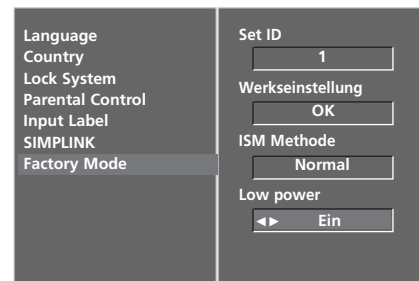 Language
Country
Lock System
Parental Control
Input Label
SIMPLINK
Factory Mode
Set ID
1
Werkseinstellung
OK
ISM Methode
Normal
Low power
◄► Ein